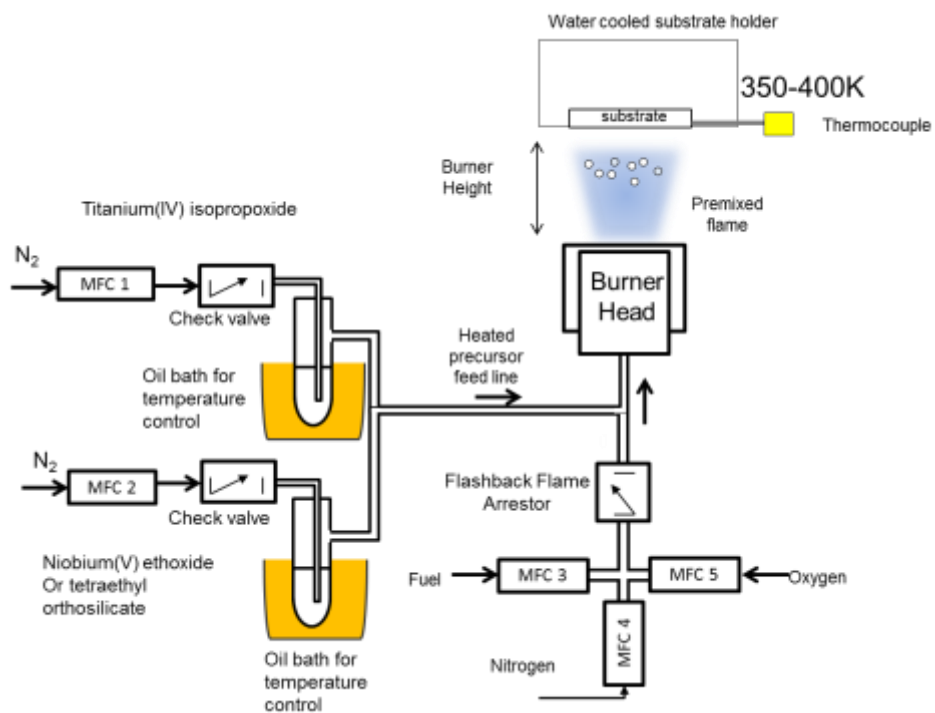 Water cooled substrate holder
350-400K
substrate
Thermocouple
Burner
Height
Premixed
flame
Titanium(IV) isopropoxide
N2
MFC 1
Check valve
Burner
Head
Heated
precursor
feed line
Oil bath for
temperature
control
N2
MFC 2
Check valve
Flashback Flame
Arrestor
Niobium(V) ethoxide
Or tetraethyl
orthosilicate
Fuel
MFC 3
MFC 5
Oxygen
MFC 4
Nitrogen
Oil bath for
temperature
control